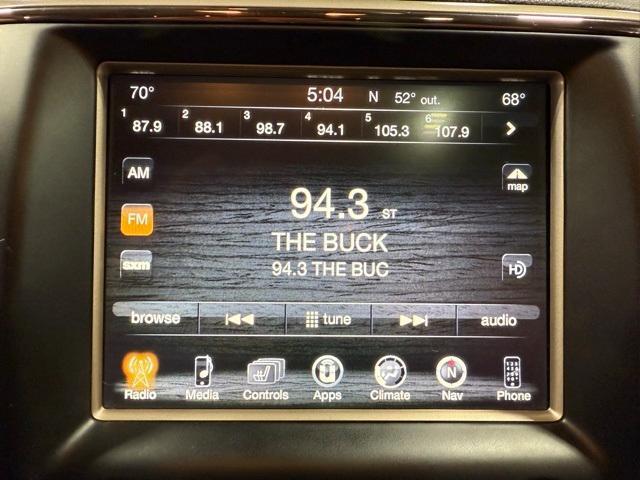 70° 5:04 N 52° out. 68°
1 87.9 2 88.1 3 98.7 4 94.1 5 105.3 6 107.9
AM
map
94.3 ST
FM
THE BUCK
94.3 THE BUC
sxm HD
browse tune audio
Radio Media Controls Apps Climate Nav Phone